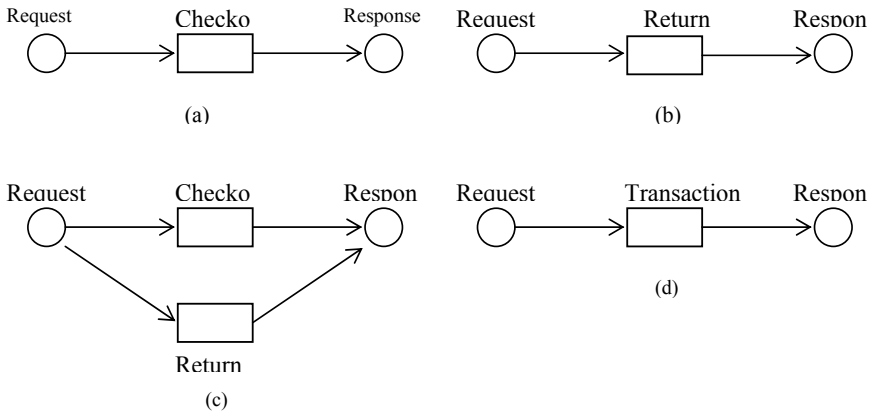 Request Checko Response
(a)
Request Return Respon
(b)
Request Checko Respon
Return
(c)
Request Transaction Respon
(d)